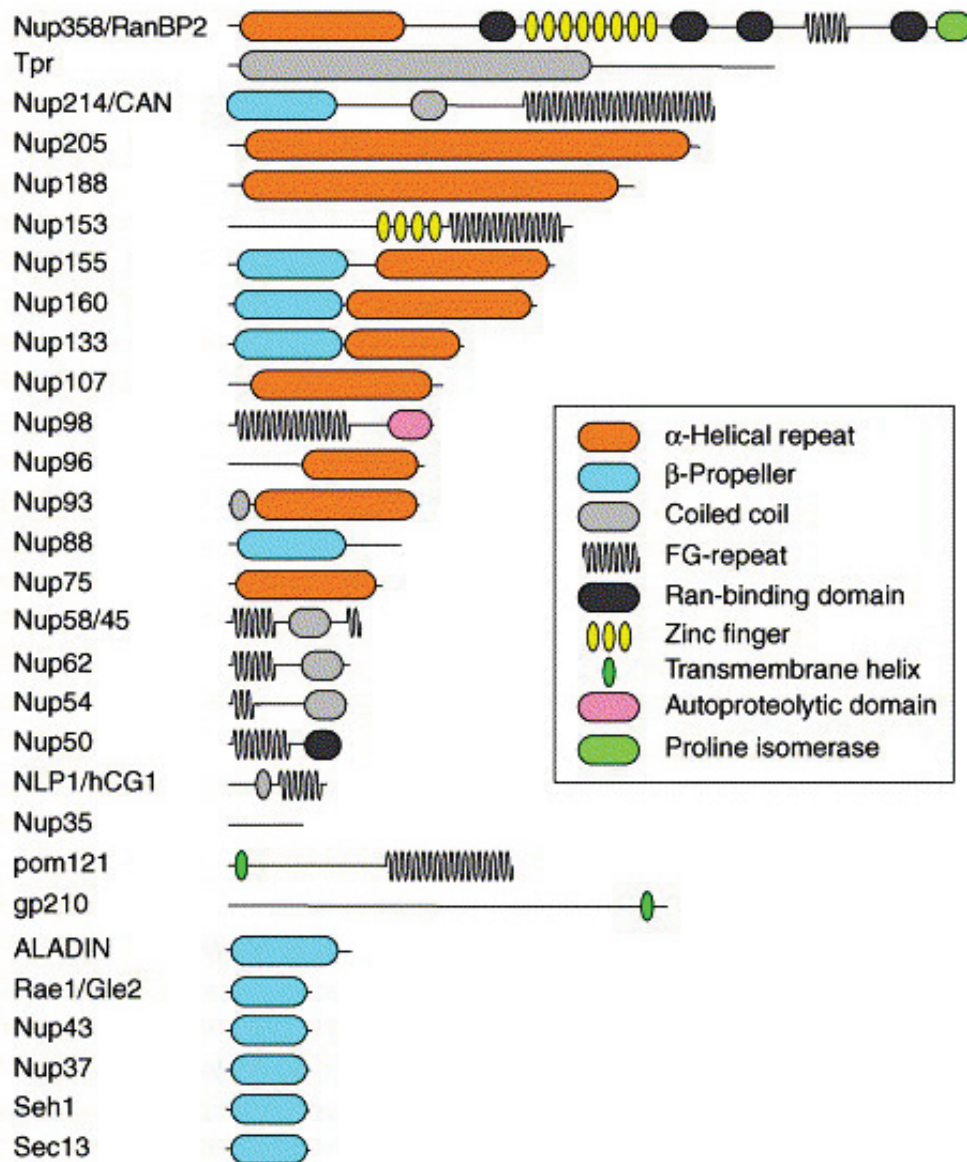 Nup358/RanBP2
Tpr
Nup214/CAN
Nup205
Nup188
Nup153
Nup155
Nup160
Nup133
Nup107
Nup98
Nup96
Nup93
Nup88
Nup75
Nup58/45
Nup62
Nup54
Nup50
NLP1/hCG1
Nup35
pom121
gp210
ALADIN
Rae1/Gle2
Nup43
Nup37
Seh1
Sec13
α-Helical repeat
β-Propeller
Coiled coil
FG-repeat
Ran-binding domain
Zinc finger
Transmembrane helix
Autoproteolytic domain
Proline isomerase